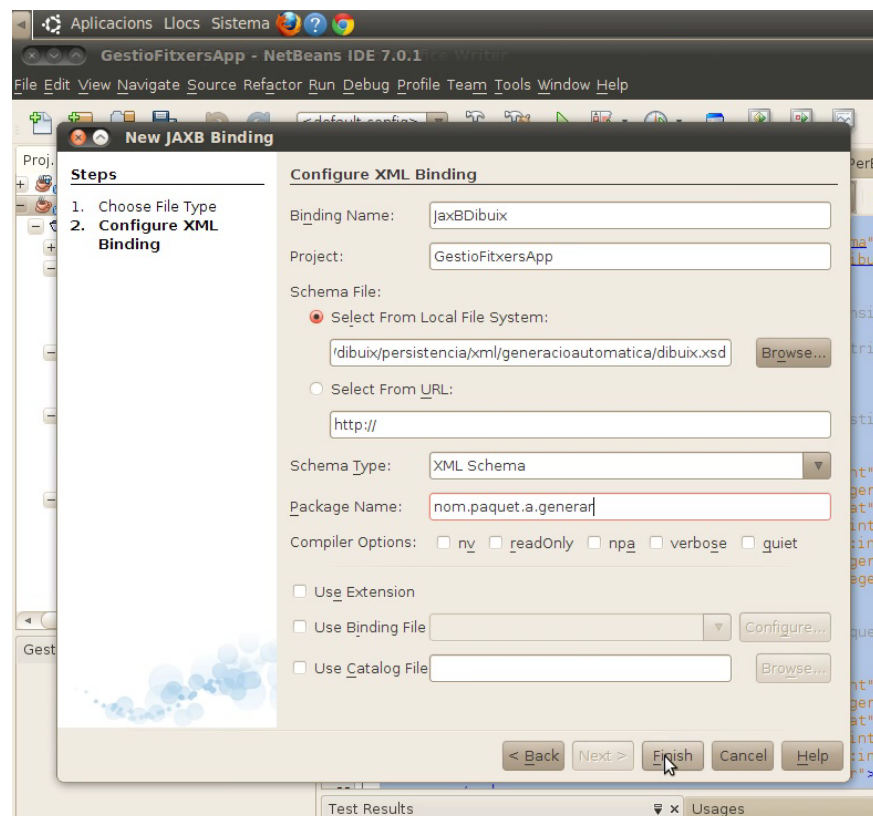 Aplicacions Llocs Sistema
GestioFitxersApp - NetBeans IDE 7.0.1
File Edit View Navigate Source Refactor Run Debug Profile Team Tools Window Help
New JAXB Binding
Proj.
Steps
1. Choose File Type
2. Configure XML
Binding
Configure XML Binding
Binding Name: JaxBDibuix
Project: GestioFitxersApp
Schema File:
Select From Local File System:
/dibuix/persistencia/xml/generacioautomatica/dibuix.xsd Browse...
Select From URL:
http://
Schema Type: XML Schema
Package Name: nom.paquet.a.generar
Compiler Options: nv readOnly npa verbose quiet
Use Extension
Use Binding File Configure...
Use Catalog File Browse...
Gest
< Back Next > Finish Cancel Help
Test Results x Usages